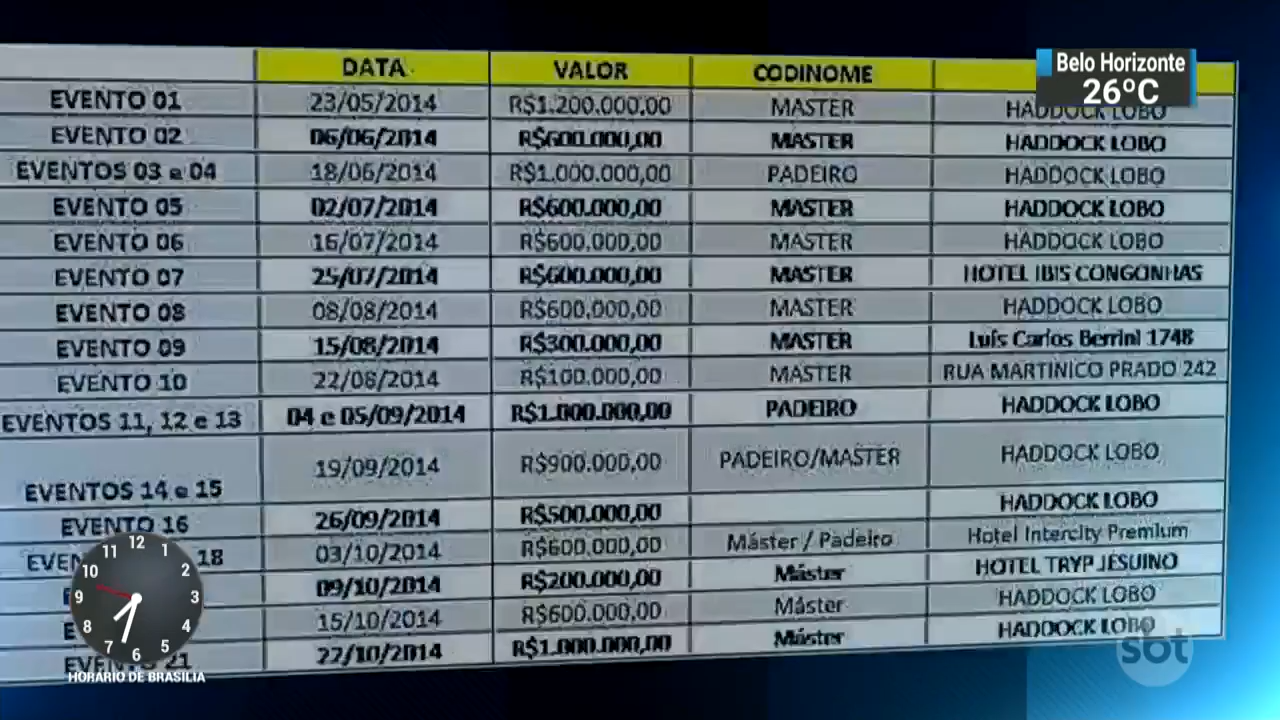 DATA VALOR CODINOME
Belo Horizonte
26ºC
EVENTO 01 23/05/2014 R$1.200.000,00 MASTER HADDOCK LOBO
EVENTO 02 06/06/2014 R$600.000,00 MASTER HADDOCK LOBO
EVENTOS 03 e 04 18/06/2014 R$1.000.000,00 PADEIRO HADDOCK LOBO
EVENTO 05 02/07/2014 R$600.000,00 MASTER HADDOCK LOBO
EVENTO 06 16/07/2014 R$600.000,00 MASTER HADDOCK LOBO
EVENTO 07 25/07/2014 R$600.000,00 MASTER HOTEL IBIS CONGONHAS
EVENTO 08 08/08/2014 R$600.000,00 MASTER HADDOCK LOBO
EVENTO 09 15/08/2014 R$300.000,00 MASTER Luís Carlos Berrini 1748
EVENTO 10 22/08/2014 R$100.000,00 MASTER RUA MARTINICO PRADO 242
EVENTOS 11, 12 e 13 04 e 05/09/2014 R$1.000.000,00 PADEIRO HADDOCK LOBO
EVENTOS 14 e 15 19/09/2014 R$900.000,00 PADEIRO/MASTER HADDOCK LOBO
EVENTO 16 26/09/2014 R$500.000,00 HADDOCK LOBO
18 03/10/2014 R$600.000,00 Máster / Padeiro Hotel Intercity Premium
09/10/2014 R$200.000,00 Máster HOTEL TRYP JESUINO
15/10/2014 R$600.000,00 Máster HADDOCK LOBO
21 22/10/2014 R$1.000.000,00 Máster HADDOCK LOBO
12 1 2 3 4 5 6 7 8 9 10 11
HORÁRIO DE BRASÍLIA
sbt